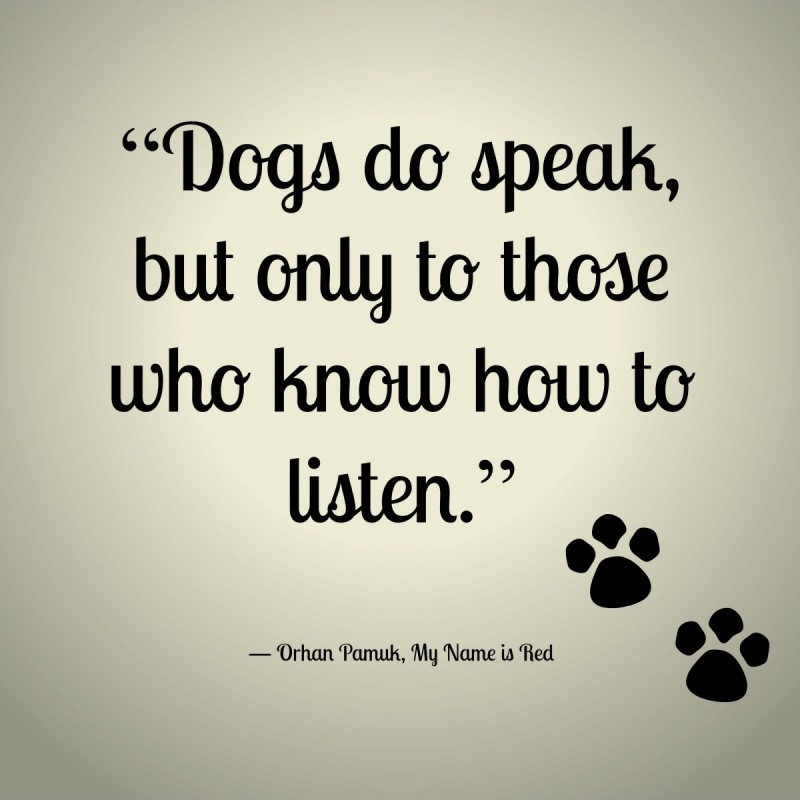 “Dogs do speak,
but only to those
who know how to
listen.”
— Orhan Pamuk, My Name is Red